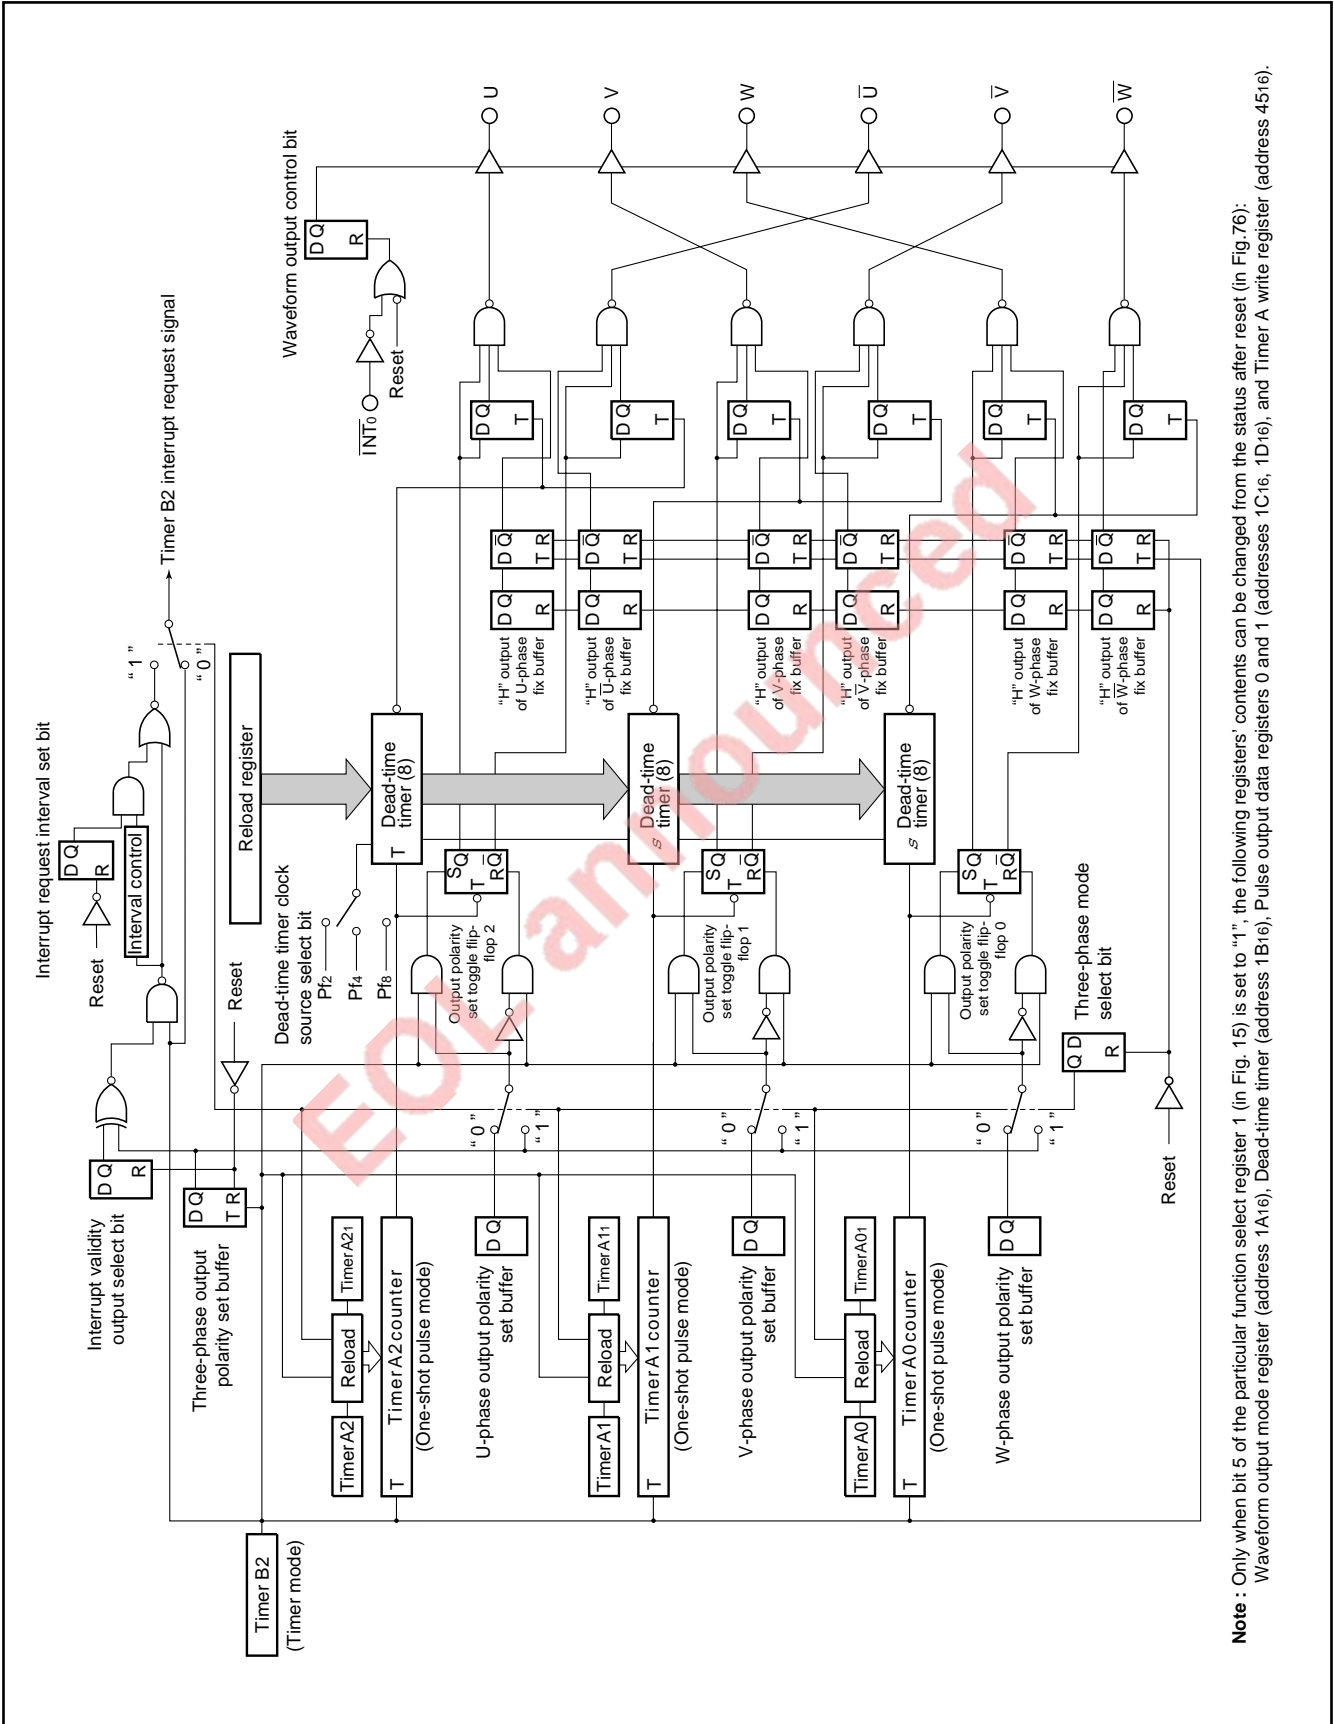 Interrupt request interval set bit
Reset
D Q
R
Interval control
Timer B2 interrupt request signal
“ 1 ”
“ 0 ”
Interrupt validity
output select bit
D Q
R
Three-phase output
polarity set buffer
D Q
T R
Reset
Reload register
Dead-time timer clock
source select bit
Pf2
Pf4
Pf8
Waveform output control bit
D Q
R
INT0
Reset
Timer B2
(Timer mode)
Timer A2
Reload
Timer A21
Timer A2 counter
T
(One-shot pulse mode)
U-phase output polarity
set buffer
D Q
“ 0 ”
“ 1 ”
Output polarity
set toggle flip-
flop 2
S Q
T
R Q
Dead-time
timer (8)
T
“H” output
of U-phase
fix buffer
D Q
R
D Q
T R
“H” output
of U-phase
fix buffer
D Q
R
D Q
T R
D Q
T
D Q
T
Timer A1
Reload
Timer A11
Timer A1 counter
T
(One-shot pulse mode)
V-phase output polarity
set buffer
D Q
“ 0 ”
“ 1 ”
Output polarity
set toggle flip-
flop 1
S Q
T
R Q
Dead-time
timer (8)
“H” output
of V-phase
fix buffer
D Q
R
D Q
T R
“H” output
of V-phase
fix buffer
D Q
R
D Q
T R
D Q
T
D Q
T
Timer A0
Reload
Timer A01
Timer A0 counter
T
(One-shot pulse mode)
W-phase output polarity
set buffer
D Q
“ 0 ”
“ 1 ”
Output polarity
set toggle flip-
flop 0
S Q
T
R Q
Dead-time
timer (8)
“H” output
of W-phase
fix buffer
D Q
R
D Q
T R
“H” output
of W-phase
fix buffer
D Q
R
D Q
T R
D Q
T
D Q
T
Three-phase mode
select bit
Q D
R
Reset
U
V
W
U
V
W
EOL announced
Note : Only when bit 5 of the particular function select register 1 (in Fig. 15) is set to “1”, the following registers’ contents can be changed from the status after reset (in Fig.76):
Waveform output mode register (address 1A16), Dead-time timer (address 1B16), Pulse output data registers 0 and 1 (addresses 1C16, 1D16), and Timer A write register (address 4516).